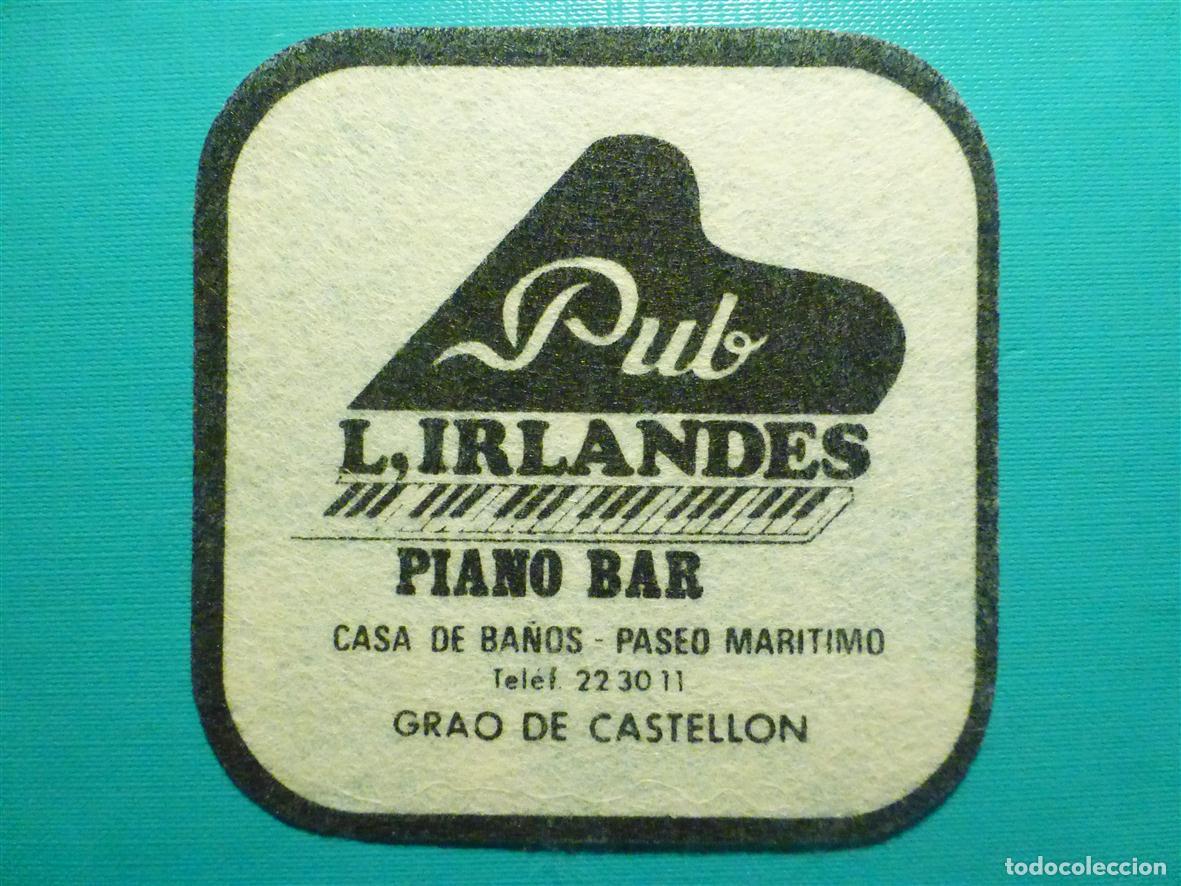 Pub
L,IRLANDES
PIANO BAR
CASA DE BAÑOS - PASEO MARITIMO
Teléf. 22 30 11
GRAO DE CASTELLON
todocoleccion